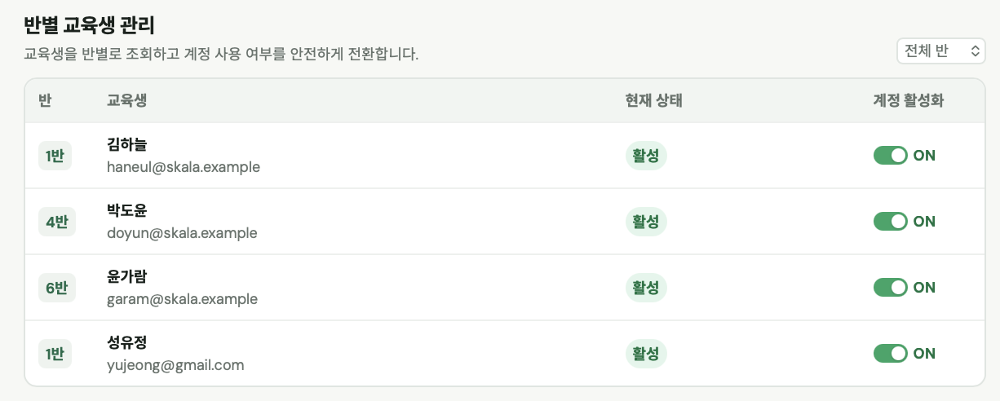 반별 교육생 관리
교육생을 반별로 조회하고 계정 사용 여부를 안전하게 전환합니다.
전체 반
반 교육생 현재 상태 계정 활성화
1반 김하늘 활성 ON
haneul@skala.example
4반 박도윤 활성 ON
doyun@skala.example
6반 윤가람 활성 ON
garam@skala.example
1반 성유정 활성 ON
yujeong@gmail.com